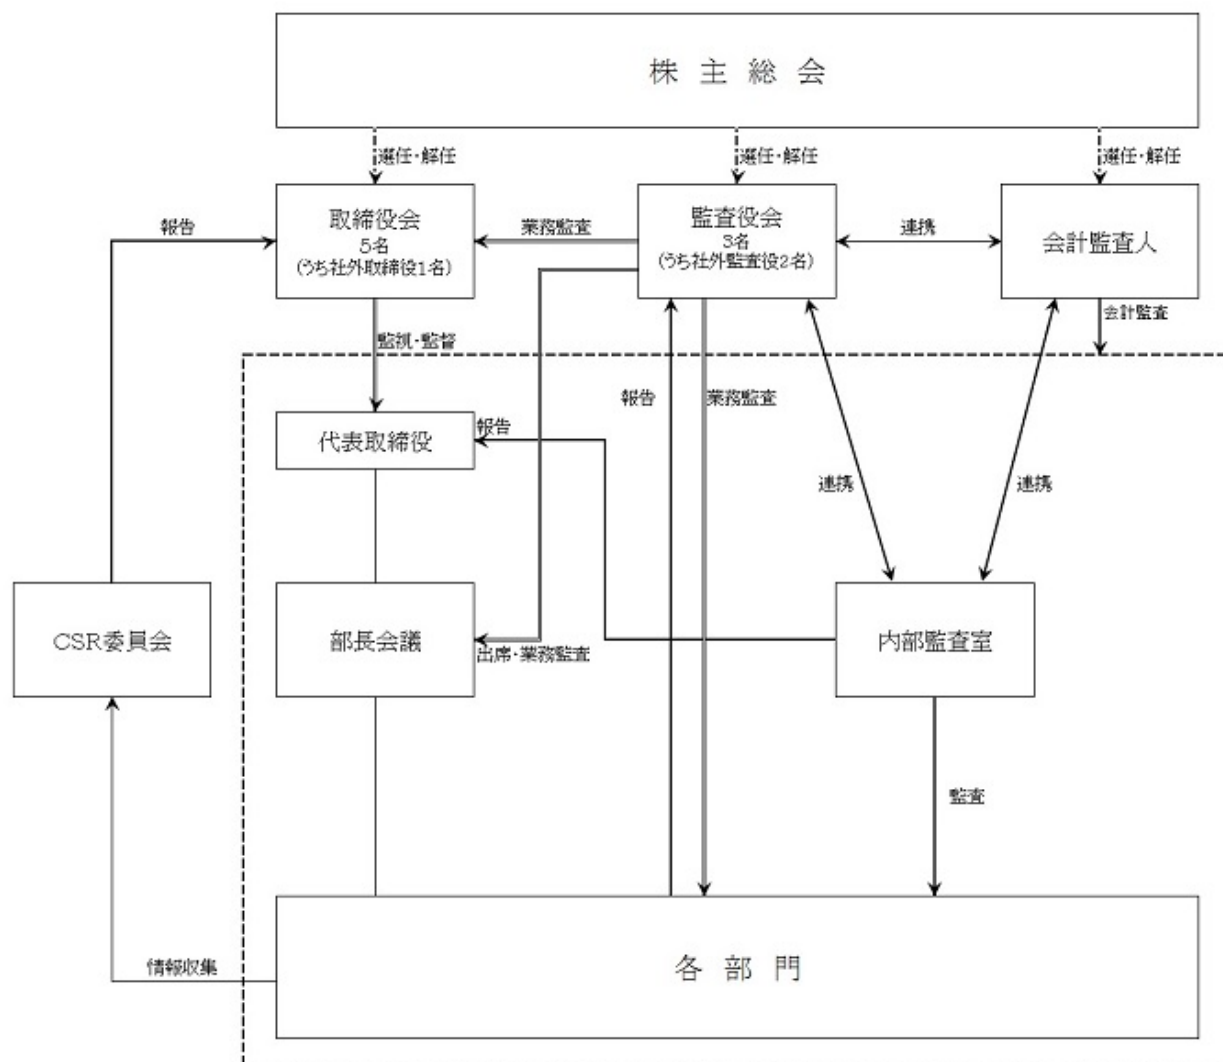 株主総会
選任・解任
選任・解任
選任・解任
取締役会
5名
(うち社外取締役1名)
監査役会
3名
(うち社外監査役2名)
会計監査人
報告
業務監査
連携
会計監査
監視・監督
報告
業務監査
代表取締役
報告
連携
連携
CSR委員会
部長会議
出席・業務監査
内部監査室
監査
情報収集
各部門